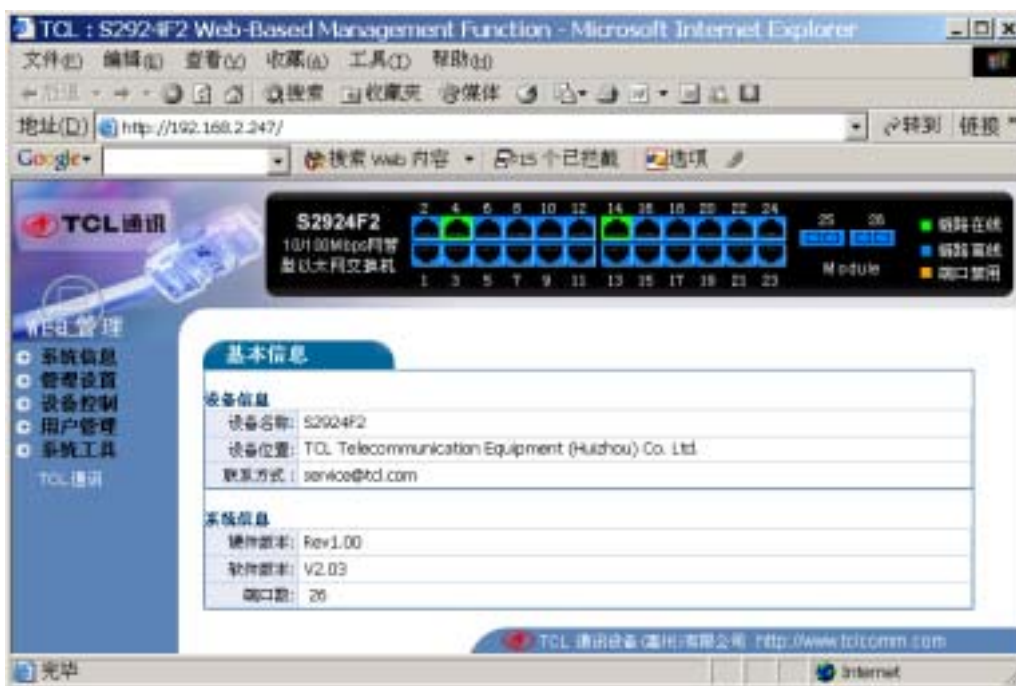 TCL : S2924F2 Web-Based Management Function - Microsoft Internet Explorer
文件(F) 编辑(E) 查看(V) 收藏(A) 工具(T) 帮助(H)
后退 搜索 收藏夹 媒体
地址(D) http://192.168.2.247/ 转到 链接 »
Google 搜索 Web 内容 15 个已拦截 选项
TCL 通讯
S2924F2
10/100Mbps网管
型以太网交换机
2 4 6 8 10 12 14 16 18 20 22 24
25 26
Module
1 3 5 7 9 11 13 15 17 19 21 23
链路在线
链路离线
端口禁用
WEB 管理
系统信息
管理设置
设备控制
用户管理
系统工具
TCL 通讯
基本信息
设备信息
设备名称: S2924F2
设备位置: TCL Telecommunication Equipment (Huizhou) Co. Ltd.
联系方式 : service@tcl.com
系统信息
硬件版本: Rev1.00
软件版本: V2.03
端口数: 26
TCL 通讯设备(惠州)有限公司 http://www.tclcomm.com
完毕 Internet